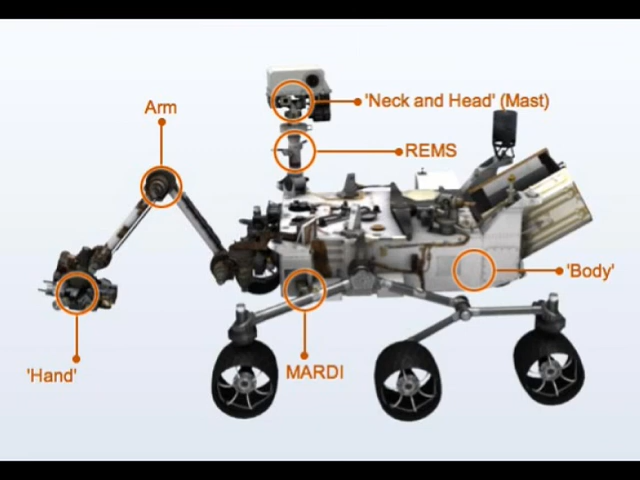 'Neck and Head' (Mast)
Arm
REMS
'Body'
MARDI
'Hand'